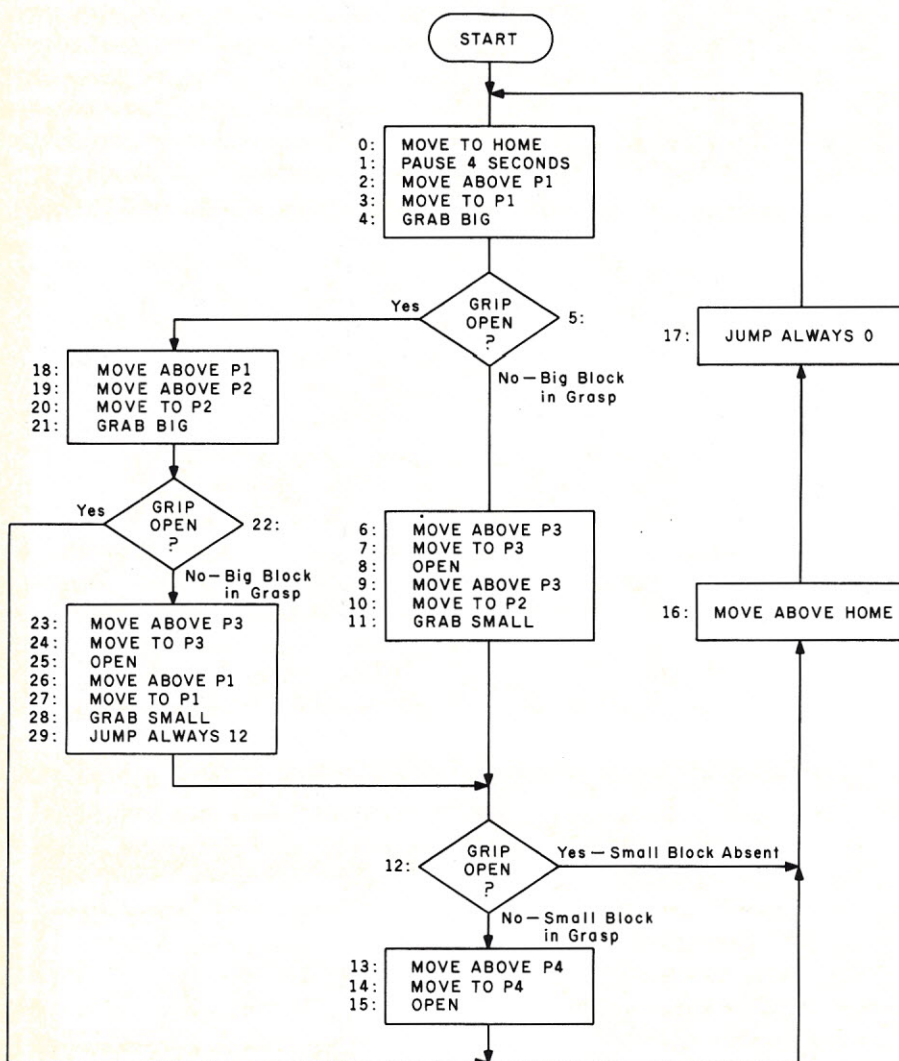 START
0: MOVE TO HOME
1: PAUSE 4 SECONDS
2: MOVE ABOVE P1
3: MOVE TO P1
4: GRAB BIG
GRIP
OPEN
?
5:
Yes
No—Big Block
in Grasp
17: JUMP ALWAYS 0
18: MOVE ABOVE P1
19: MOVE ABOVE P2
20: MOVE TO P2
21: GRAB BIG
GRIP
OPEN
?
22:
Yes
No—Big Block
in Grasp
6: MOVE ABOVE P3
7: MOVE TO P3
8: OPEN
9: MOVE ABOVE P3
10: MOVE TO P2
11: GRAB SMALL
16: MOVE ABOVE HOME
23: MOVE ABOVE P3
24: MOVE TO P3
25: OPEN
26: MOVE ABOVE P1
27: MOVE TO P1
28: GRAB SMALL
29: JUMP ALWAYS 12
12:
GRIP
OPEN
?
Yes—Small Block Absent
No—Small Block
in Grasp
13: MOVE ABOVE P4
14: MOVE TO P4
15: OPEN